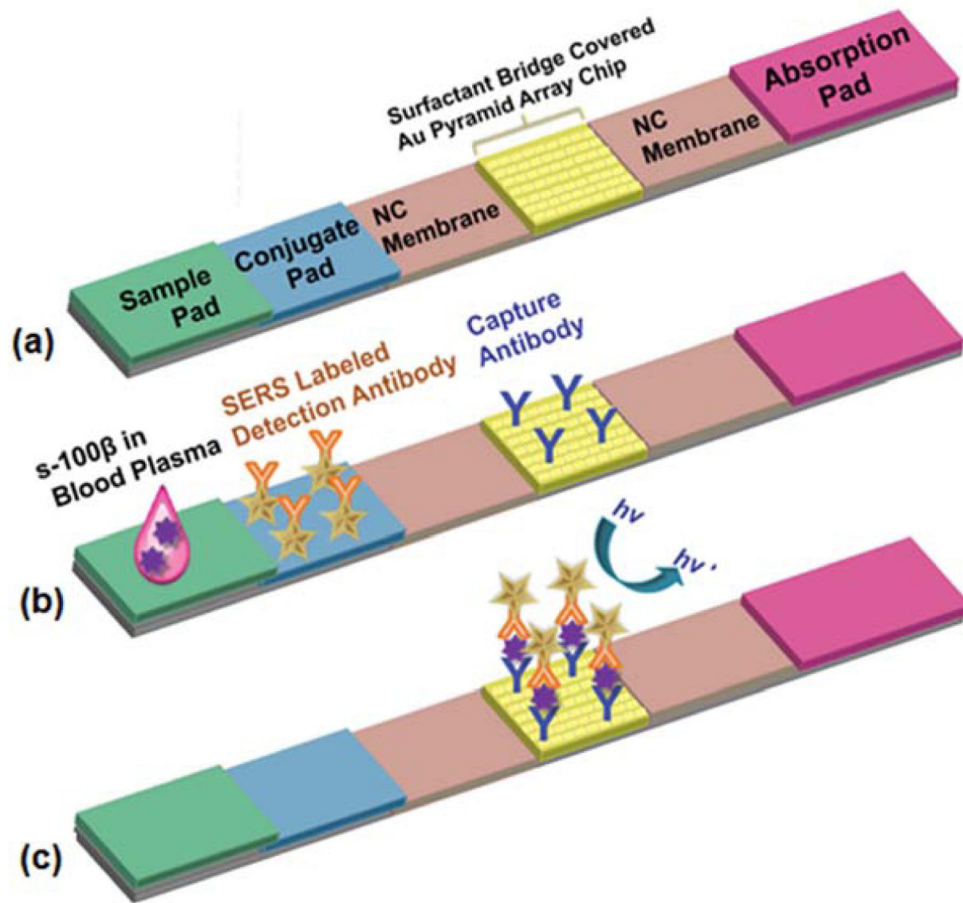 Surfactant Bridge Covered
Au Pyramid Array Chip
Absorption
Pad
NC
Membrane
NC
Membrane
Conjugate
Pad
Sample
Pad
(a)
Capture
Antibody
SERS Labeled
Detection Antibody
s-100β in
Blood Plasma
Y
Y
Y
Y
(b)
hν
hν '
(c)